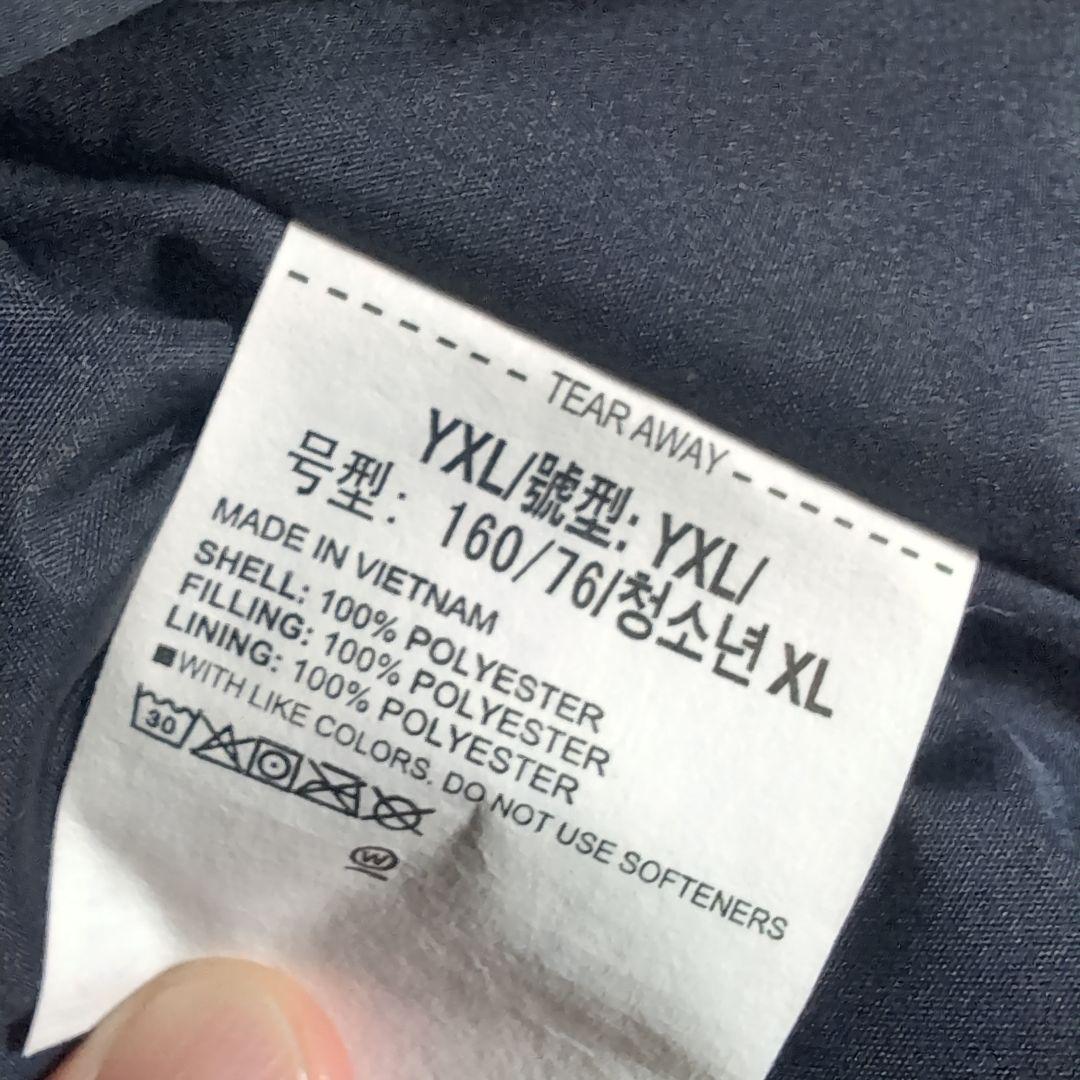 TEAR AWAY
YXL/號型: YXL/
号型: 160/76/청소년 XL
MADE IN VIETNAM
SHELL: 100% POLYESTER
FILLING: 100% POLYESTER
LINING: 100% POLYESTER
■WITH LIKE COLORS. DO NOT USE SOFTENERS
30
W